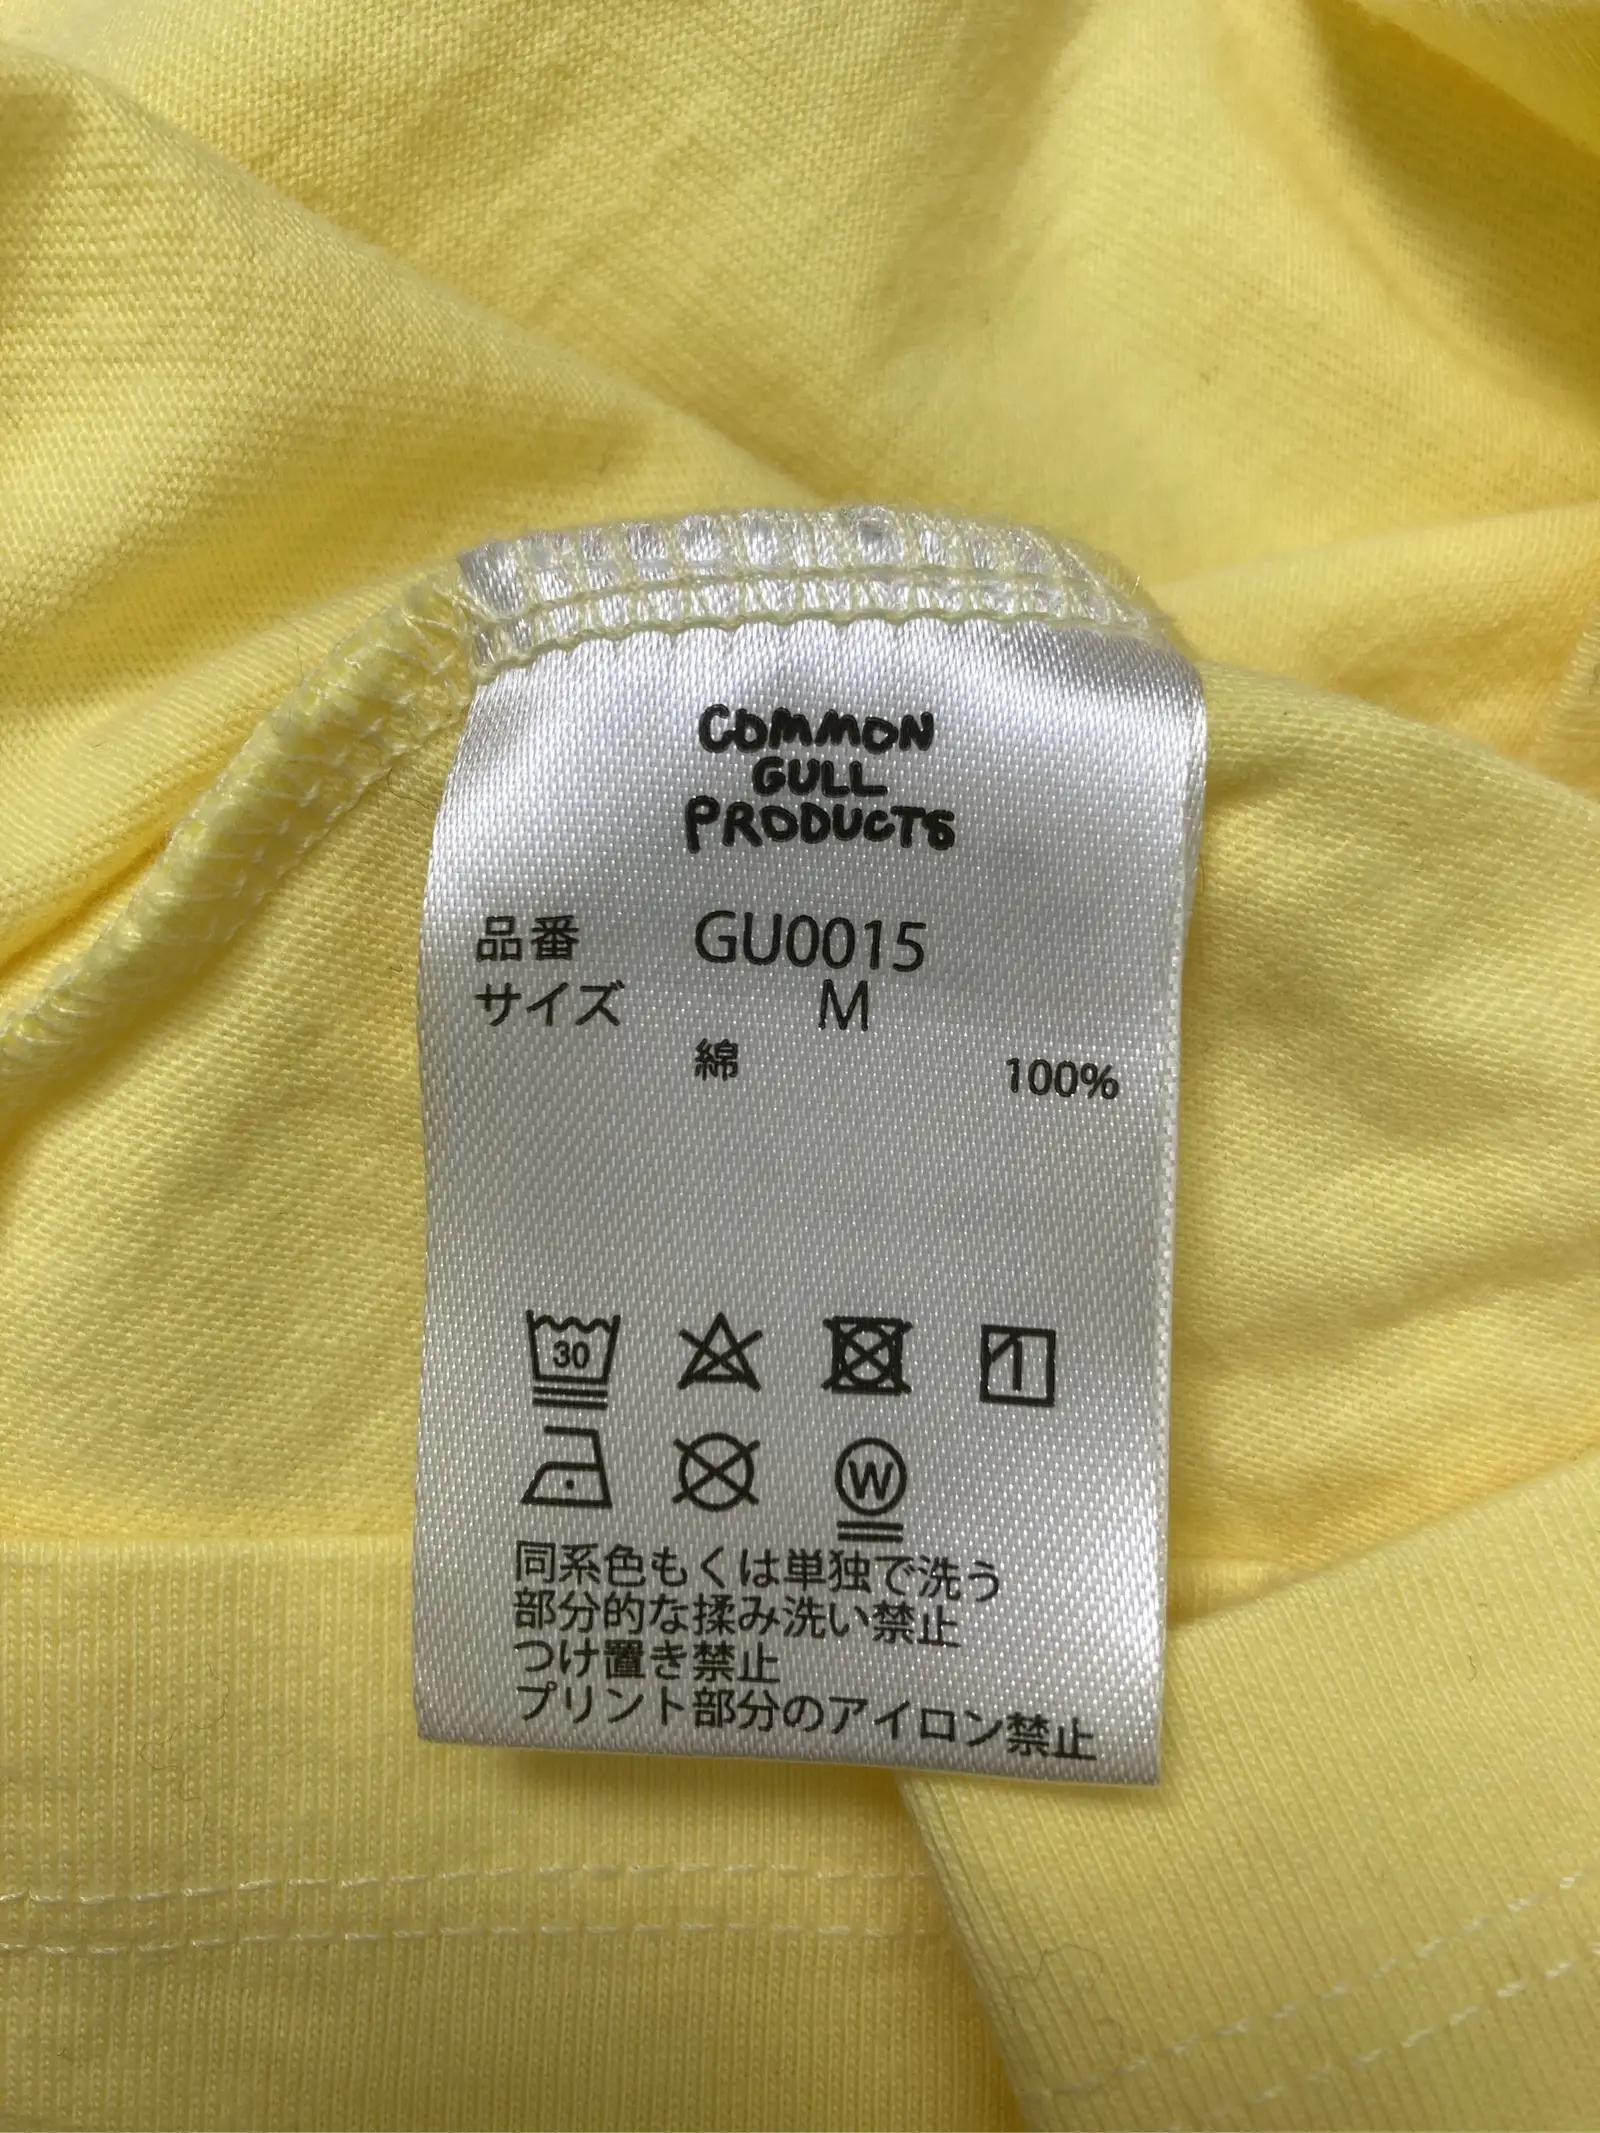 COMMON
GULL
PRODUCTS
品番 GU0015
サイズ M
綿 100%
30
W
同系色もくは単独で洗う
部分的な揉み洗い禁止
つけ置き禁止
プリント部分のアイロン禁止